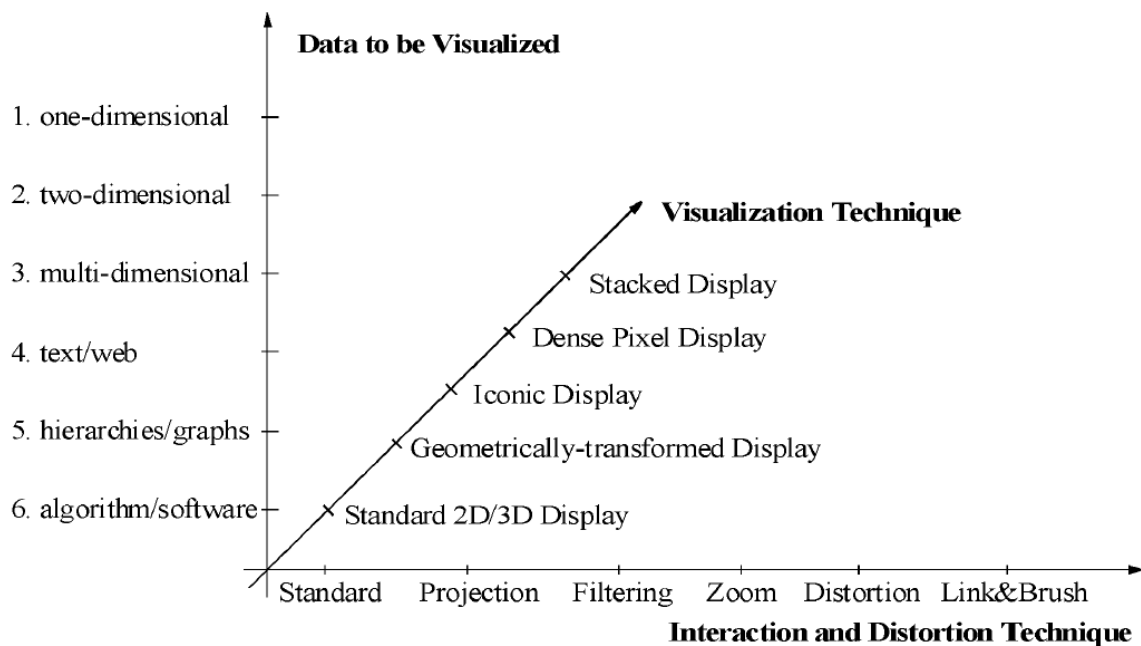 Data to be Visualized
1. one-dimensional
2. two-dimensional
Visualization Technique
3. multi-dimensional
Stacked Display
Dense Pixel Display
4. text/web
Iconic Display
5. hierarchies/graphs
Geometrically-transformed Display
6. algorithm/software
Standard 2D/3D Display
Standard Projection Filtering Zoom Distortion Link&Brush
Interaction and Distortion Technique